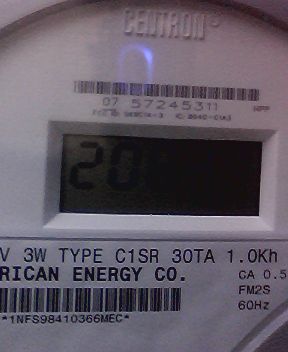 CENTRON
07 57245311
20
V 3W TYPE C1SR 30TA 1.0Kh
RICAN ENERGY CO.
CA 0.5
FM2S
60Hz
*1NFS98410366MEC*